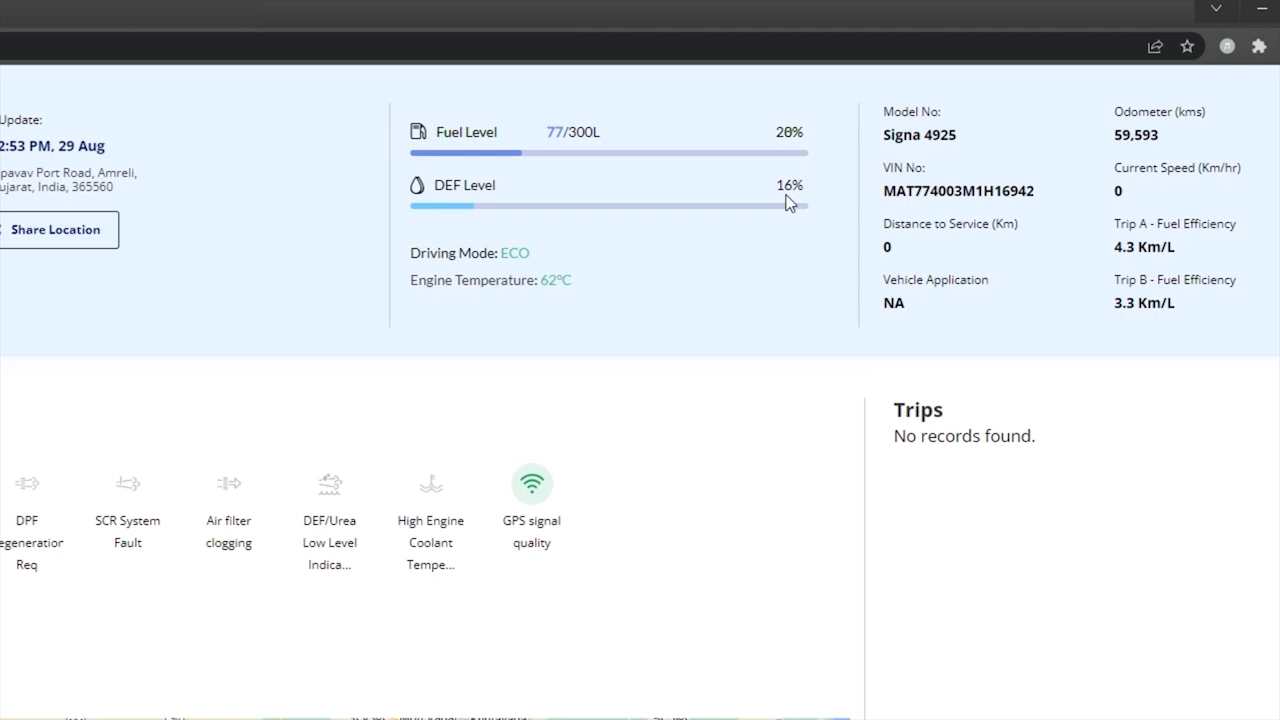 Update:
2:53 PM, 29 Aug
pavav Port Road, Amreli,
ujarat, India, 365560
Share Location
Fuel Level 77/300L
DEF Level 16%
Driving Mode: ECO
Engine Temperature: 62°C
Model No:
Signa 4925
VIN No:
MAT774003M1H16942
Distance to Service (Km)
0
Vehicle Application
NA
Odometer (kms)
59,593
Current Speed (Km/hr)
0
Trip A - Fuel Efficiency
4.3 Km/L
Trip B - Fuel Efficiency
3.3 Km/L
Trips
No records found.
DPF
egeneration
Req
SCR System
Fault
Air filter
clogging
DEF/Urea
Low Level
Indica...
High Engine
Coolant
Tempe...
GPS signal
quality